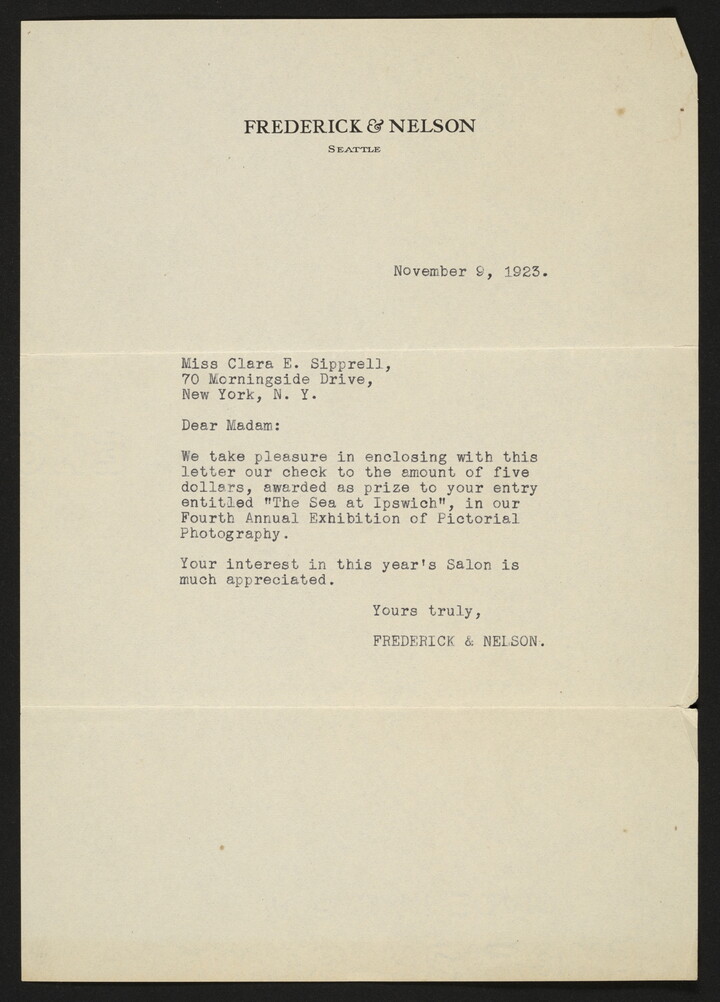 FREDERICK & NELSON
SEATTLE
November 9, 1923.
Miss Clara E. Sipprell,
70 Morningside Drive,
New York, N. Y.
Dear Madam:
We take pleasure in enclosing with this
letter our check to the amount of five
dollars, awarded as prize to your entry
entitled "The Sea at Ipswich", in our
Fourth Annual Exhibition of Pictorial
Photography.
Your interest in this year's Salon is
much appreciated.
Yours truly,
FREDERICK & NELSON.